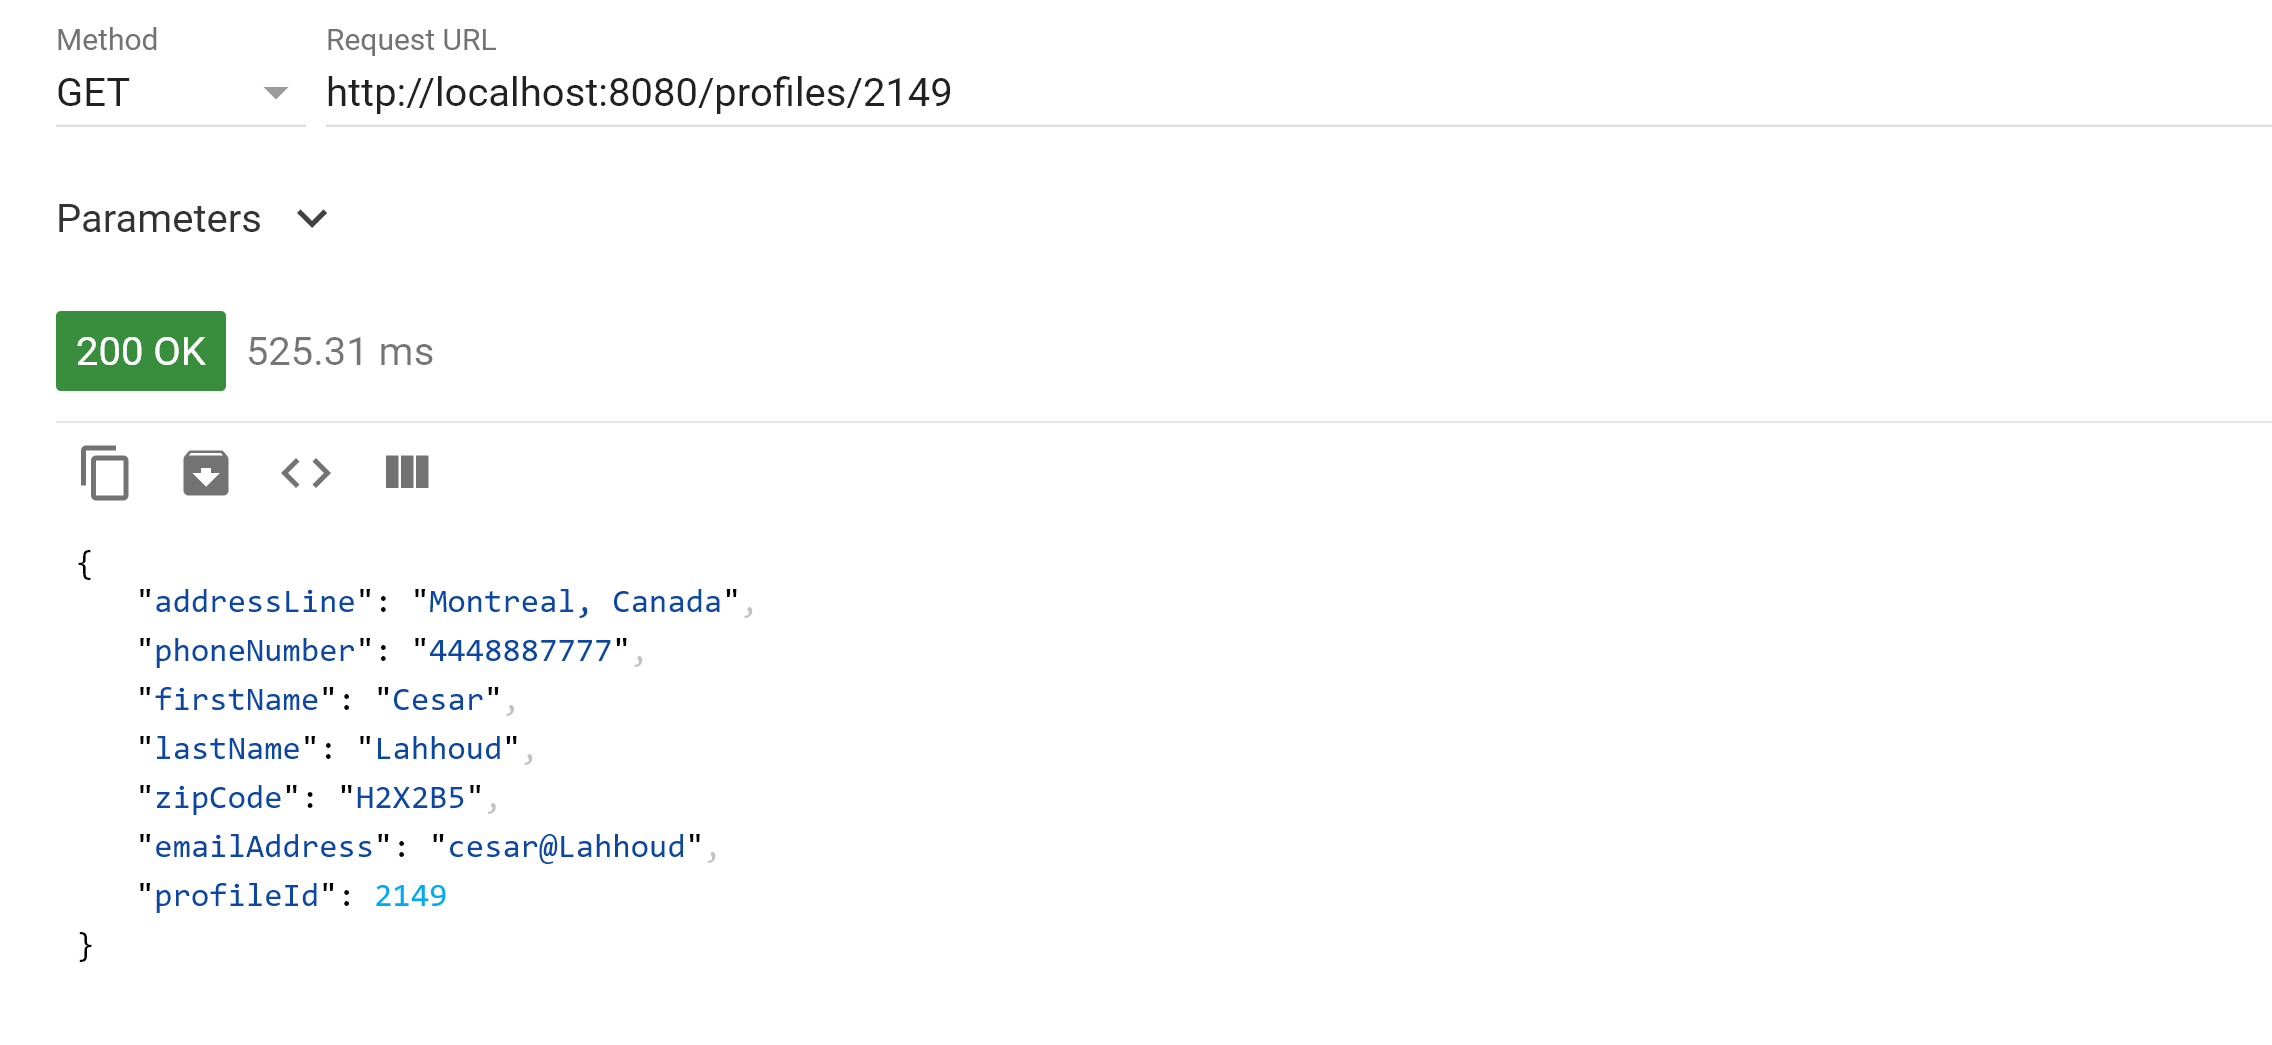 Method
Request URL
GET
http://localhost:8080/profiles/2149
Parameters
200 OK
525.31 ms
{
"addressLine": "Montreal, Canada",
"phoneNumber": "4448887777",
"firstName": "Cesar",
"lastName": "Lahhoud",
"zipCode": "H2X2B5",
"emailAddress": "cesar@Lahhoud",
"profileId": 2149
}